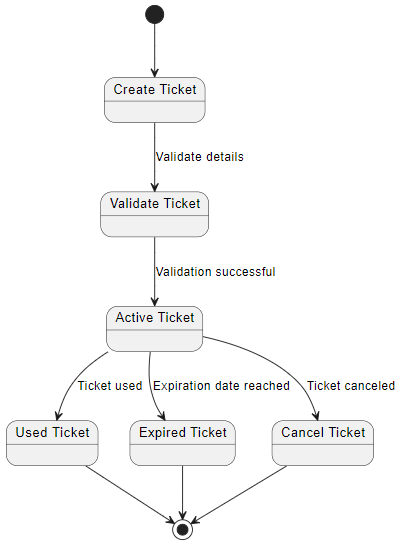 Create Ticket
Validate details
Validate Ticket
Validation successful
Active Ticket
Ticket used
Expiration date reached
Ticket canceled
Used Ticket
Expired Ticket
Cancel Ticket